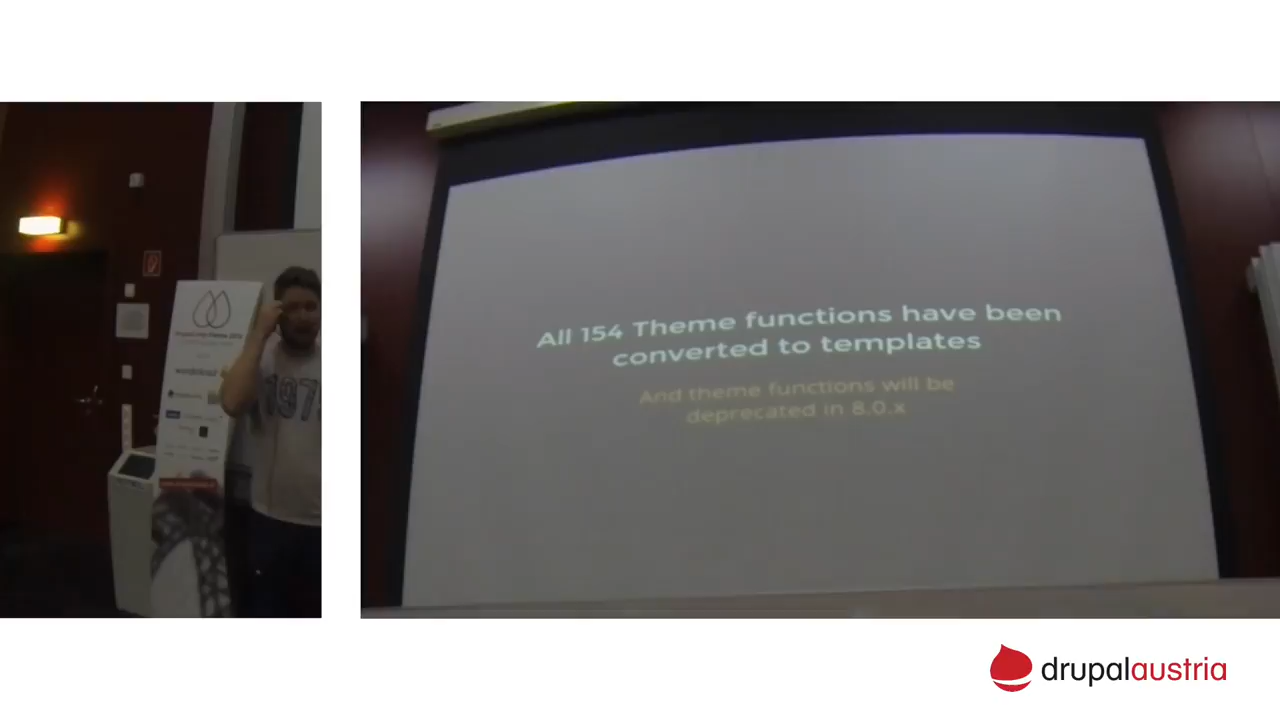 197
All 154 Theme functions have been
converted to templates
And theme functions will be
deprecated in 8.0.x
drupalaustria